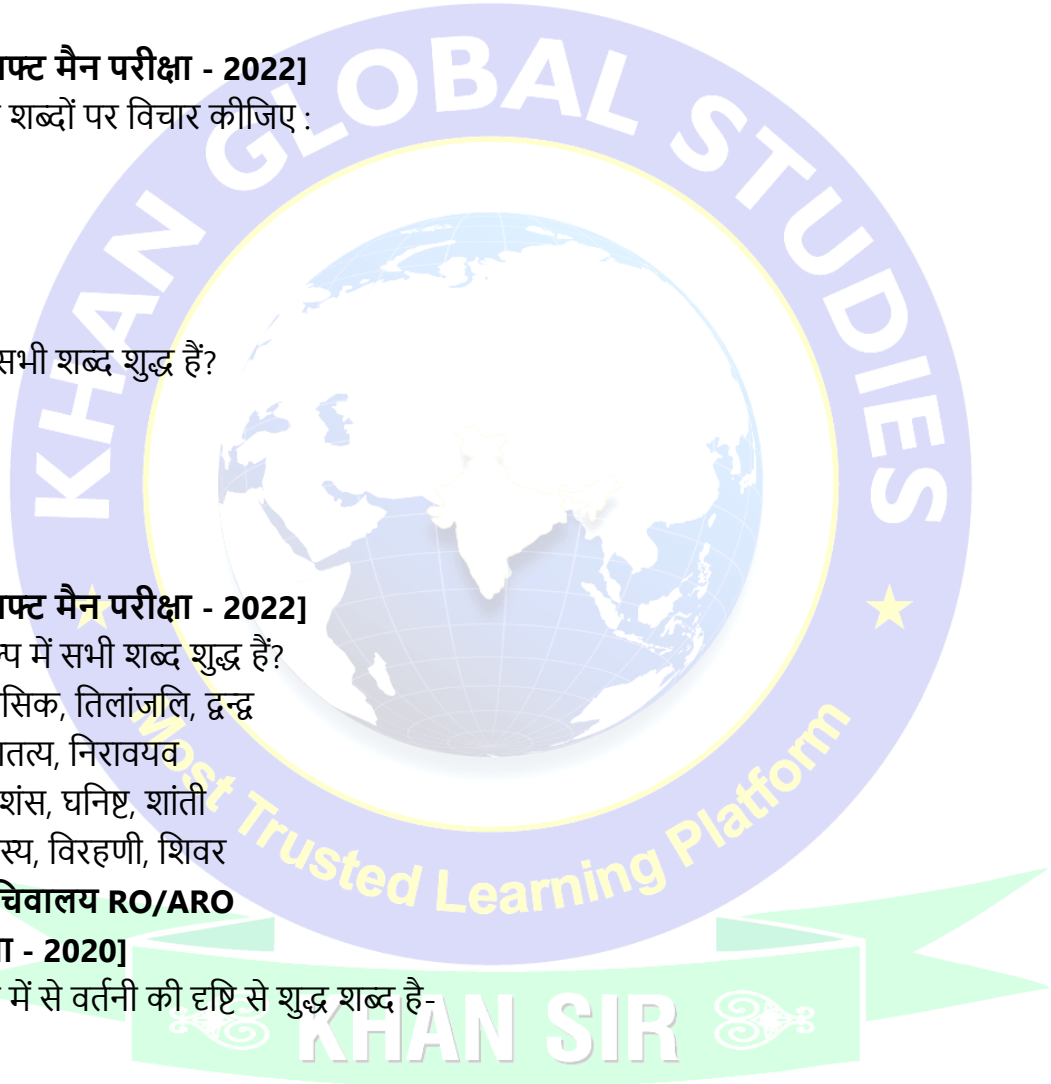 फ्ट मैन परीक्षा - 2022]
शब्दों पर विचार कीजिए :
सभी शब्द शुद्ध हैं?
फ्ट मैन परीक्षा - 2022]
में सभी शब्द शुद्ध हैं?
सिक, तिलांजलि, द्वन्द्व
तत्य, निरावयव
शंस, घनिष्ट, शांती
स्य, विरहणी, शिवर
चिवालय RO/ARO
- 2020]
में से वर्तनी की दृष्टि से शुद्ध शब्द है-
KHAN GLOBAL STUDIES
Most Trusted Learning Platform
KHAN SIR